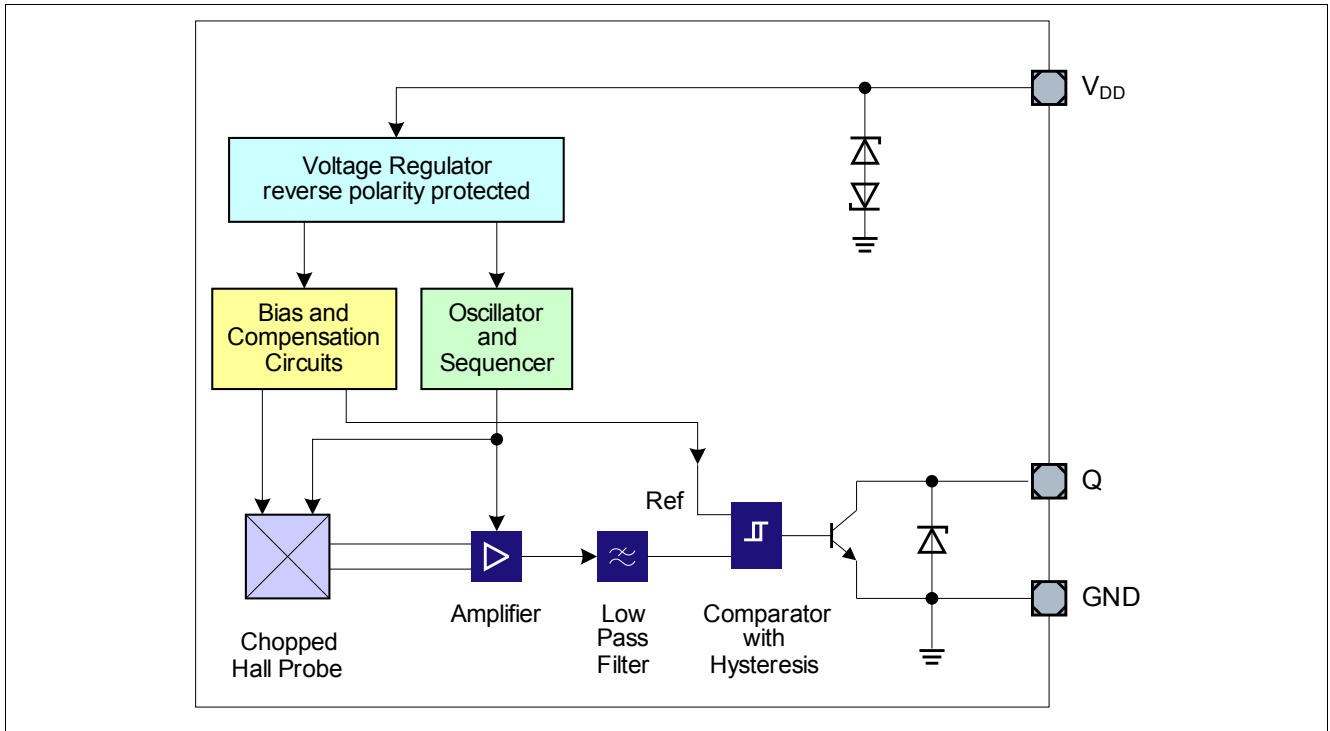 V_DD
Voltage Regulator
reverse polarity protected
Bias and
Compensation
Circuits
Oscillator
and
Sequencer
Ref
Q
GND
Amplifier
Low
Pass
Filter
Comparator
with
Hysteresis
Chopped
Hall Probe